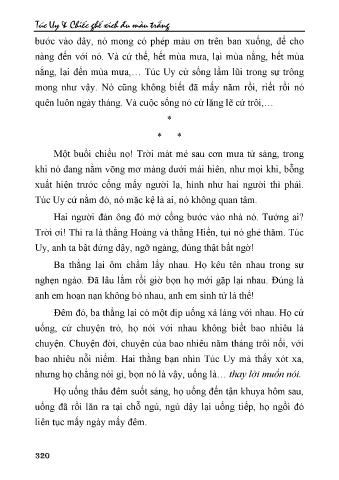 Túc Uy & Chiếc ghế xích đu màu trắng
bước vào đây, nó mong có phép màu ơn trên ban xuống, để cho
nàng đến với nó. Và cứ thế, hết mùa mưa, lại mùa nắng, hết mùa
nắng, lại đến mùa mưa,… Túc Uy cứ sống lầm lũi trong sự trông
mong như vậy. Nó cũng không biết đã mấy năm rồi, riết rồi nó
quên luôn ngày tháng. Và cuộc sống nó cứ lặng lẽ cứ trôi,…
*
* *
Một buổi chiều nọ! Trời mát mẻ sau cơn mưa từ sáng, trong
khi nó đang nằm võng mơ màng dưới mái hiên, như mọi khi, bỗng
xuất hiện trước cổng mấy người lạ, hình như hai người thì phải.
Túc Uy cứ nằm đó, nó mặc kệ là ai, nó không quan tâm.
Hai người đàn ông đó mở cổng bước vào nhà nó. Tưởng ai?
Trời ơi! Thì ra là thằng Hoàng và thằng Hiển, tụi nó ghé thăm. Túc
Uy, anh ta bật đứng dậy, ngỡ ngàng, đúng thật bất ngờ!
Ba thằng lại ôm chầm lấy nhau. Họ kêu tên nhau trong sự
nghẹn ngào. Đã lâu lắm rồi giờ bọn họ mới gặp lại nhau. Đúng là
anh em hoạn nạn không bỏ nhau, anh em sinh tử là thế!
Đêm đó, ba thằng lại có một dịp uống xả láng với nhau. Họ cứ
uống, cứ chuyện trò, họ nói với nhau không biết bao nhiêu là
chuyện. Chuyện đời, chuyện của bao nhiêu năm tháng trôi nổi, với
bao nhiêu nỗi niềm. Hai thằng bạn nhìn Túc Uy mà thấy xót xa,
nhưng họ chẳng nói gì, bọn nó là vậy, uống là… thay lời muốn nói.
Họ uống thâu đêm suốt sáng, họ uống đến tận khuya hôm sau,
uống đã rồi lăn ra tại chỗ ngủ, ngủ dậy lại uống tiếp, họ ngồi đó
liên tục mấy ngày mấy đêm.
320